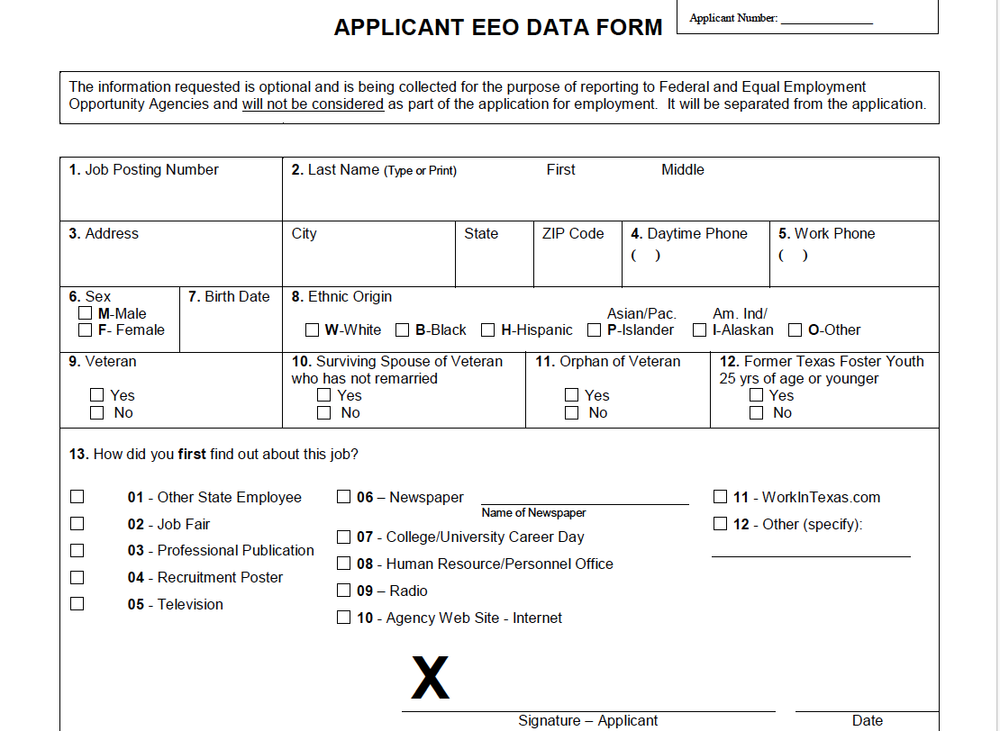 Applicant Number: _______________
APPLICANT EEO DATA FORM
The information requested is optional and is being collected for the purpose of reporting to Federal and Equal Employment
Opportunity Agencies and will not be considered as part of the application for employment. It will be separated from the application.
1. Job Posting Number
2. Last Name (Type or Print) First Middle
3. Address
City
State
ZIP Code
4. Daytime Phone
( )
5. Work Phone
( )
6. Sex
M-Male
F- Female
7. Birth Date
8. Ethnic Origin
W-White B-Black H-Hispanic
Asian/Pac.
P-Islander
Am. Ind/
I-Alaskan
O-Other
9. Veteran
Yes
No
10. Surviving Spouse of Veteran
who has not remarried
Yes
No
11. Orphan of Veteran
Yes
No
12. Former Texas Foster Youth
25 yrs of age or younger
Yes
No
13. How did you first find out about this job?
01 - Other State Employee
02 - Job Fair
03 - Professional Publication
04 - Recruitment Poster
05 - Television
06 – Newspaper
Name of Newspaper
07 - College/University Career Day
08 - Human Resource/Personnel Office
09 – Radio
10 - Agency Web Site - Internet
11 - WorkInTexas.com
12 - Other (specify):
X
Signature – Applicant
Date